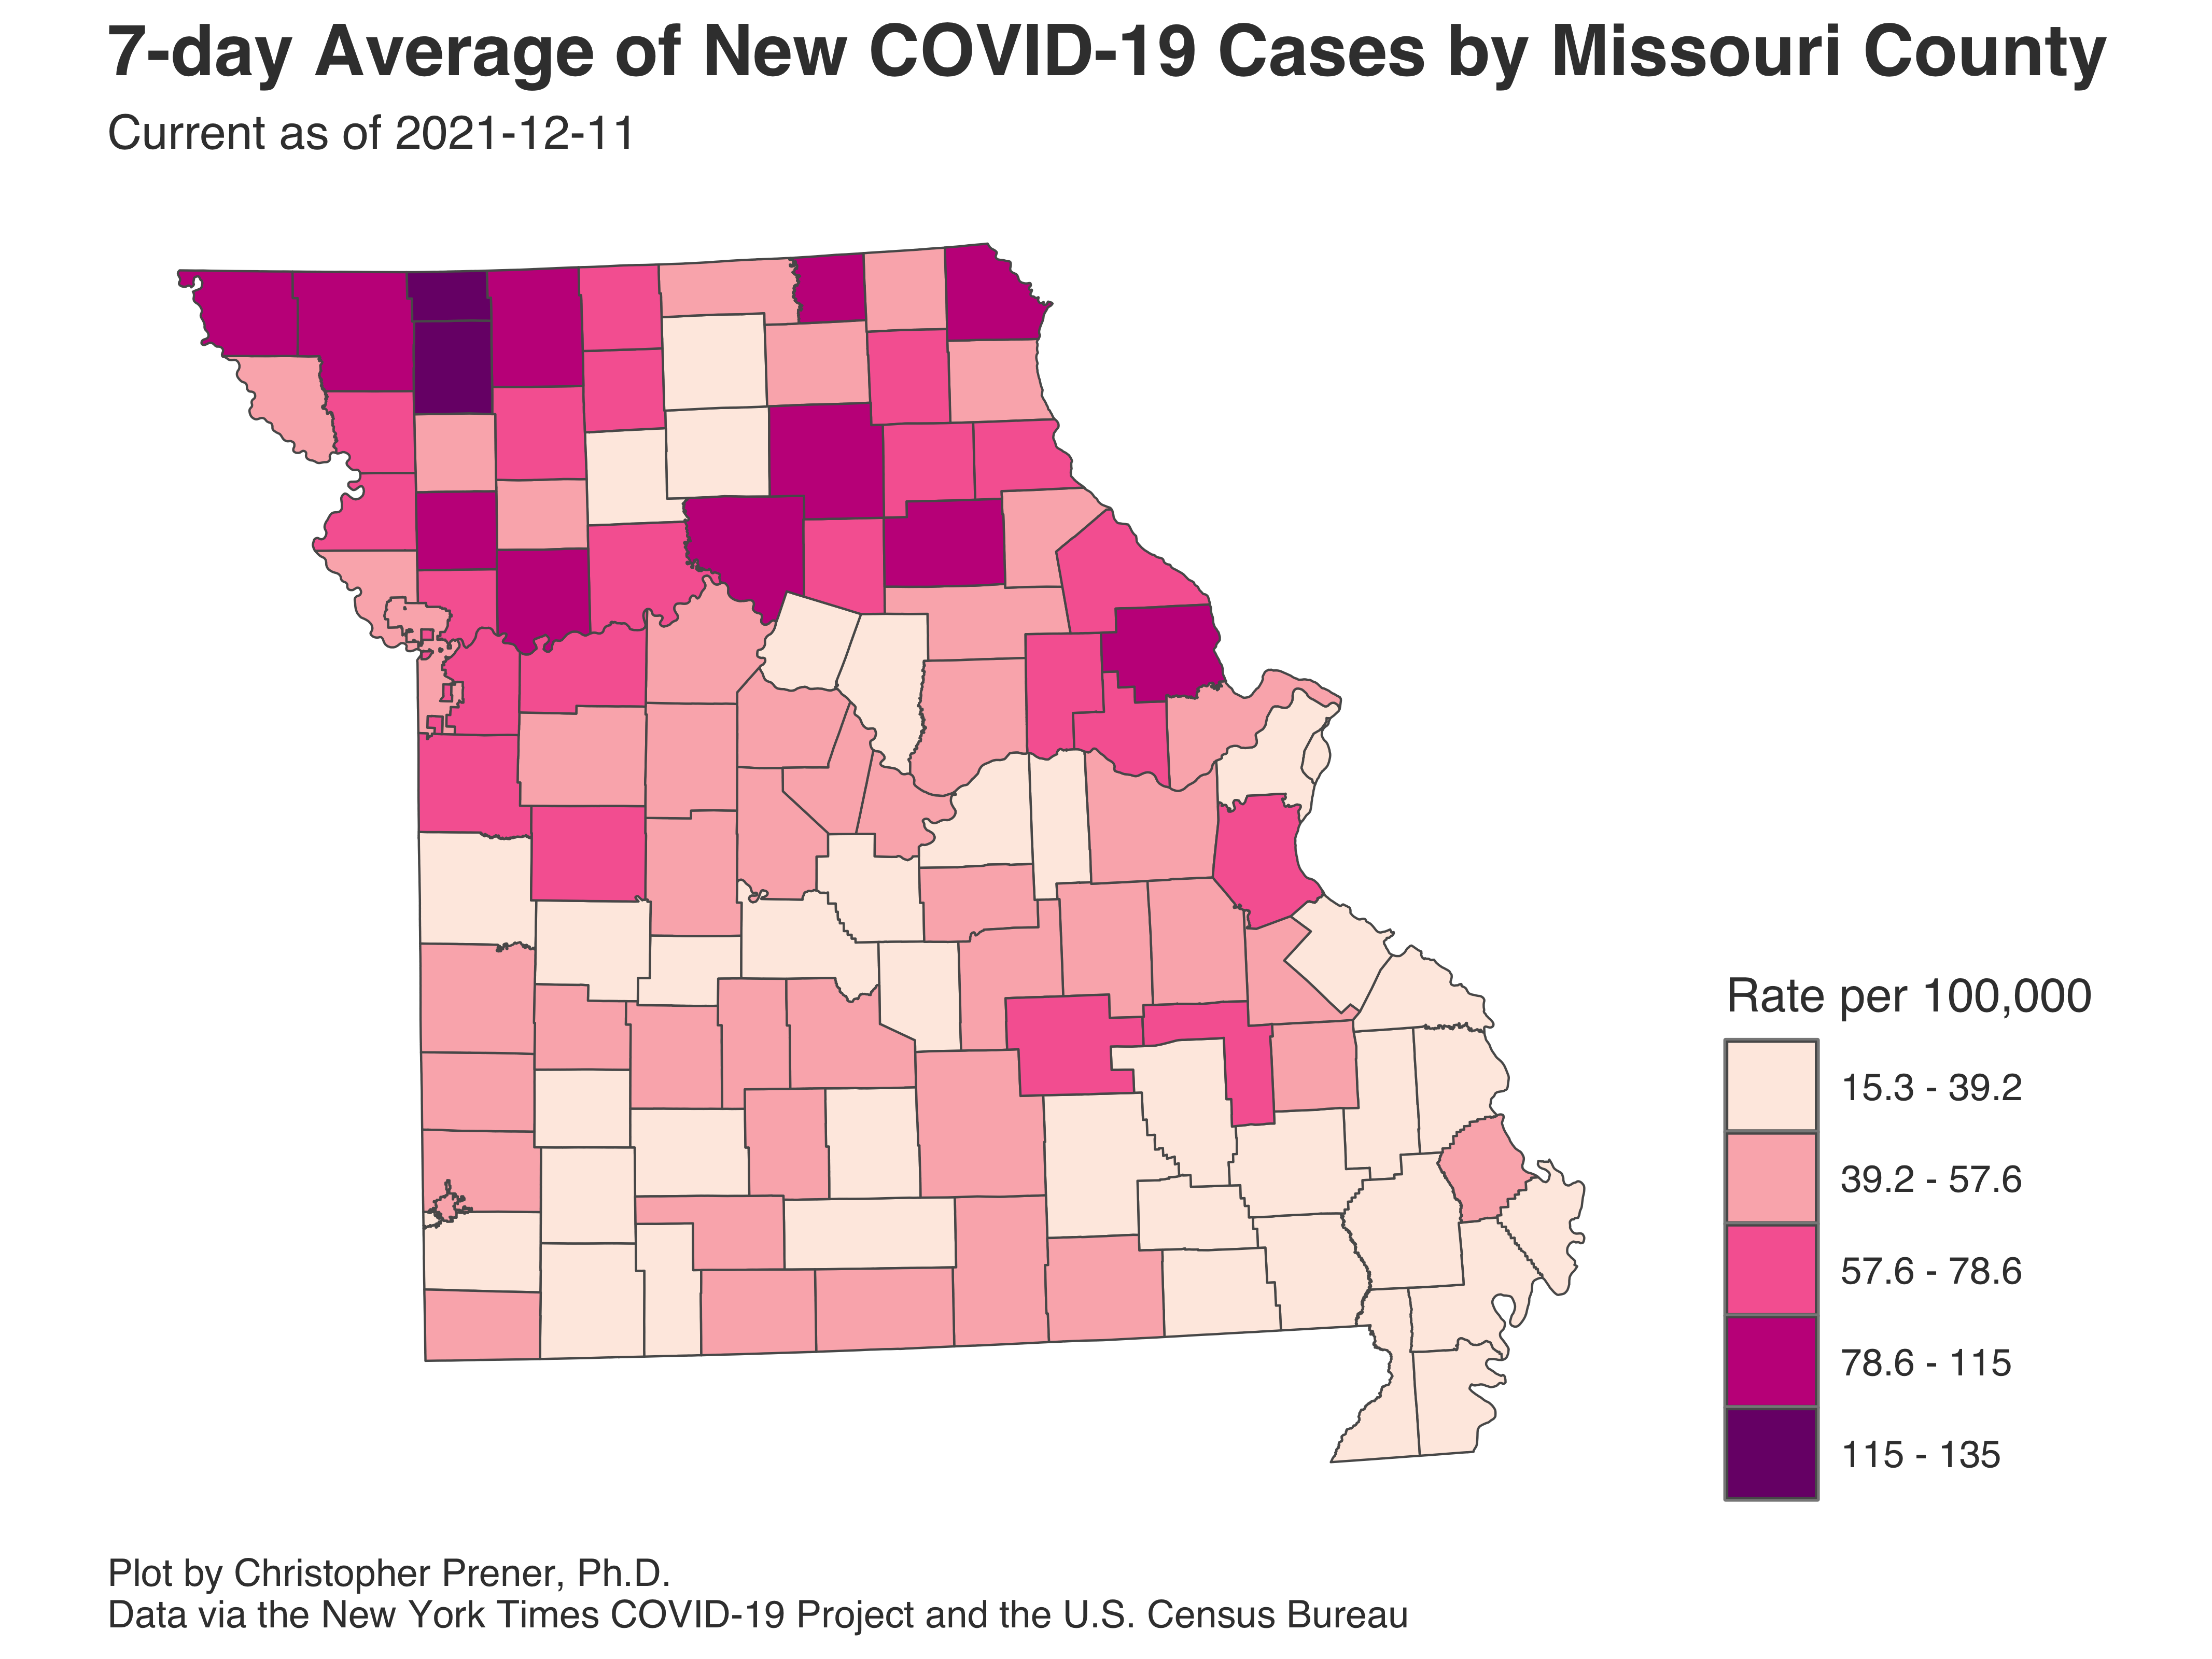 7-day Average of New COVID-19 Cases by Missouri County
Current as of 2021-12-11
Rate per 100,000
15.3 - 39.2
39.2 - 57.6
57.6 - 78.6
78.6 - 115
115 - 135
Plot by Christopher Prener, Ph.D.
Data via the New York Times COVID-19 Project and the U.S. Census Bureau